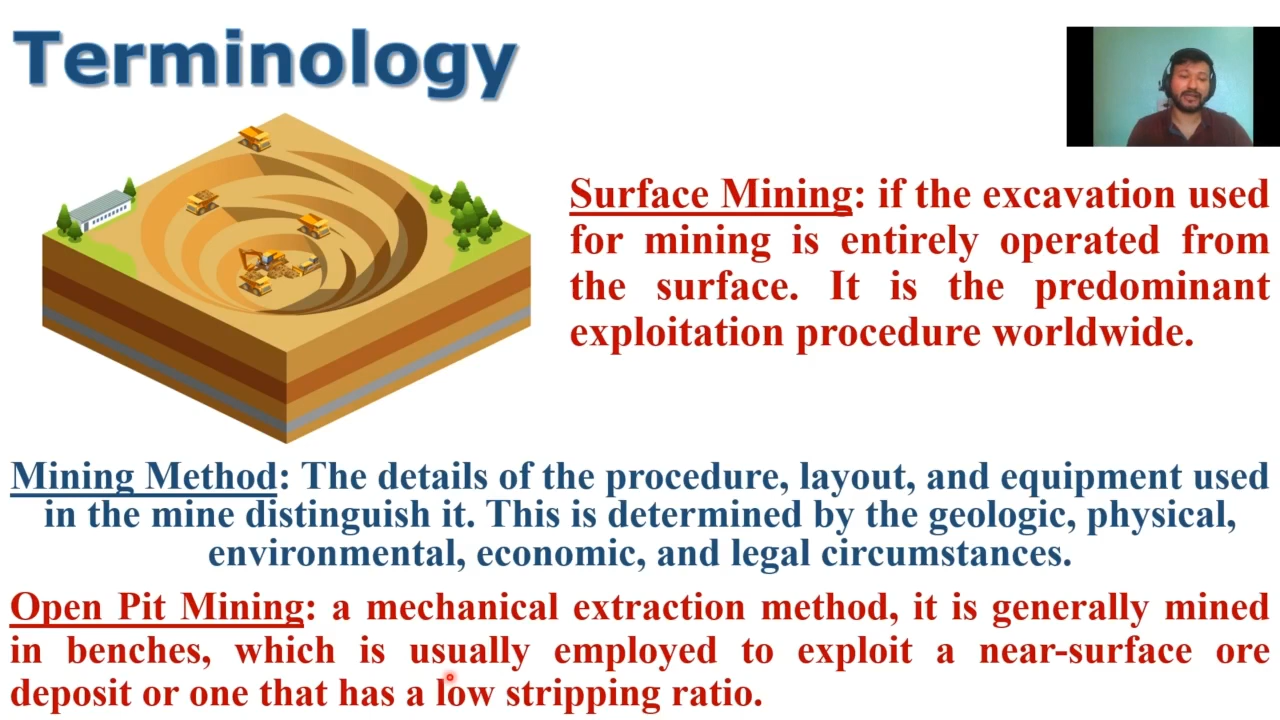 Terminology
Surface Mining: if the excavation used
for mining is entirely operated from
the surface. It is the predominant
exploitation procedure worldwide.
Mining Method: The details of the procedure, layout, and equipment used
in the mine distinguish it. This is determined by the geologic, physical,
environmental, economic, and legal circumstances.
Open Pit Mining: a mechanical extraction method, it is generally mined
in benches, which is usually employed to exploit a near-surface ore
deposit or one that has a low stripping ratio.